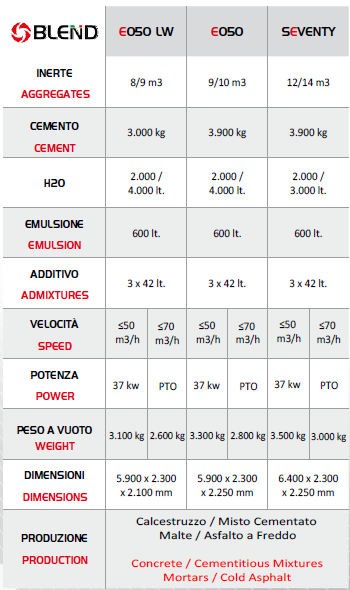 BLEND
E050 LW
E050
SEVENTY
INERTE
AGGREGATES
8/9 m3
9/10 m3
12/14 m3
CEMENTO
CEMENT
3.000 kg
3.900 kg
3.900 kg
H2O
2.000 /
4.000 lt.
2.000 /
4.000 lt.
2.000 /
3.000 lt.
EMULSIONE
EMULSION
600 lt.
600 lt.
600 lt.
ADDITIVO
ADMIXTURES
3 x 42 lt.
3 x 42 lt.
3 x 42 lt.
VELOCITÀ
SPEED
≤50
m3/h
≤70
m3/h
≤50
m3/h
≤70
m3/h
≤50
m3/h
≤70
m3/h
POTENZA
POWER
37 kw
PTO
37 kw
PTO
37 kw
PTO
PESO A VUOTO
WEIGHT
3.100 kg
2.600 kg
3.300 kg
2.800 kg
3.500 kg
3.000 kg
DIMENSIONI
DIMENSIONS
5.900 x 2.300
x 2.100 mm
5.900 x 2.300
x 2.250 mm
6.400 x 2.300
x 2.250 mm
PRODUZIONE
PRODUCTION
Calcestruzzo / Misto Cementato
Malte / Asfalto a Freddo
Concrete / Cementitious Mixtures
Mortars / Cold Asphalt